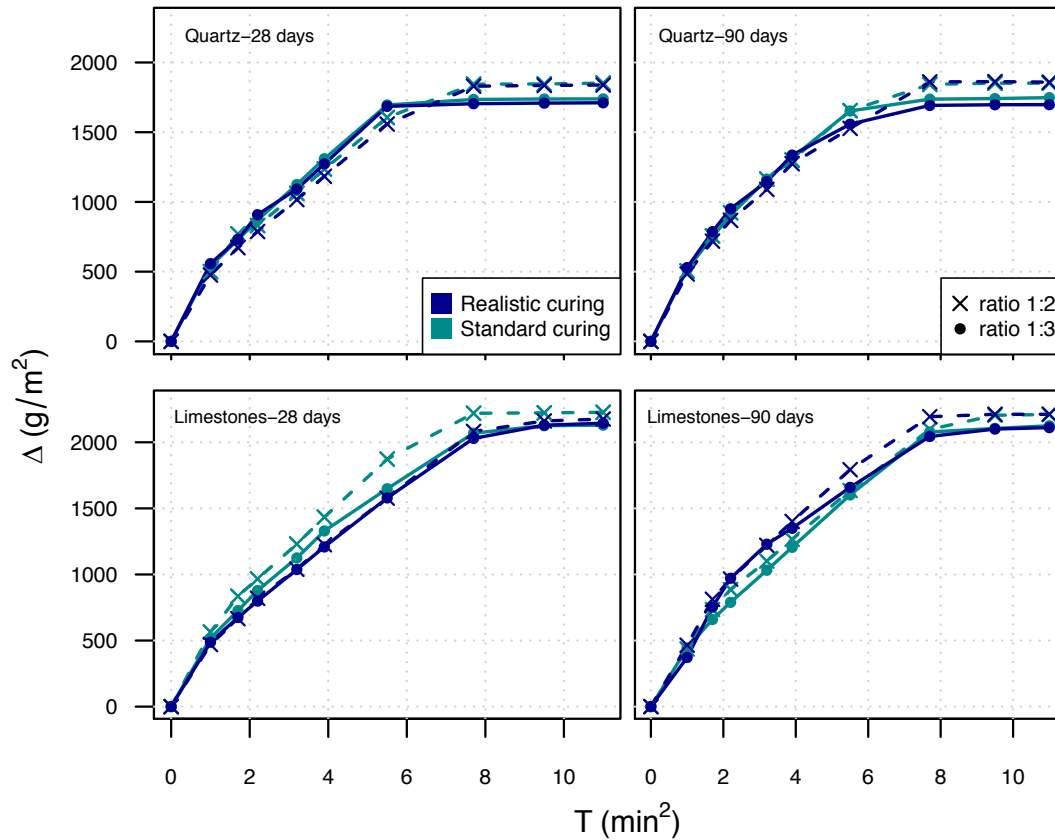 Quartz−28 days
Quartz−90 days
2000
1500
1000
500
0
Realistic curing
Standard curing
ratio 1:2
ratio 1:3
Δ (g/m²)
Limestones−28 days
Limestones−90 days
2000
1500
1000
500
0
0 2 4 6 8 10
0 2 4 6 8 10
T (min²)